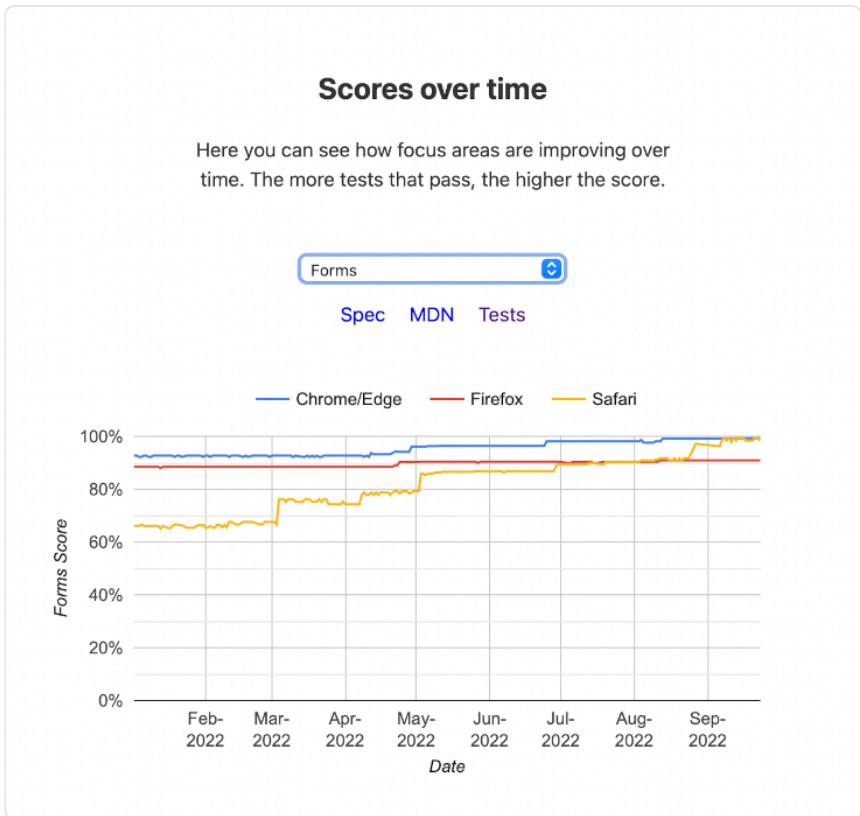 Scores over time
Here you can see how focus areas are improving over
time. The more tests that pass, the higher the score.
Forms
Spec MDN Tests
Chrome/Edge Firefox Safari
100%
80%
60%
40%
20%
0%
Forms Score
Feb-2022 Mar-2022 Apr-2022 May-2022 Jun-2022 Jul-2022 Aug-2022 Sep-2022
Date